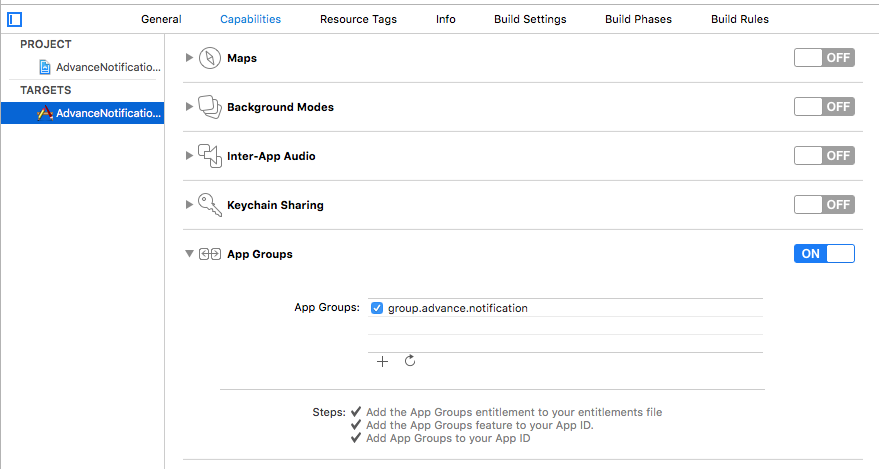 General Capabilities Resource Tags Info Build Settings Build Phases Build Rules
PROJECT
AdvanceNotificatio...
TARGETS
AdvanceNotificatio...
Maps OFF
Background Modes OFF
Inter-App Audio OFF
Keychain Sharing OFF
App Groups ON
App Groups: group.advance.notification
Steps: Add the App Groups entitlement to your entitlements file
Add the App Groups feature to your App ID.
Add App Groups to your App ID